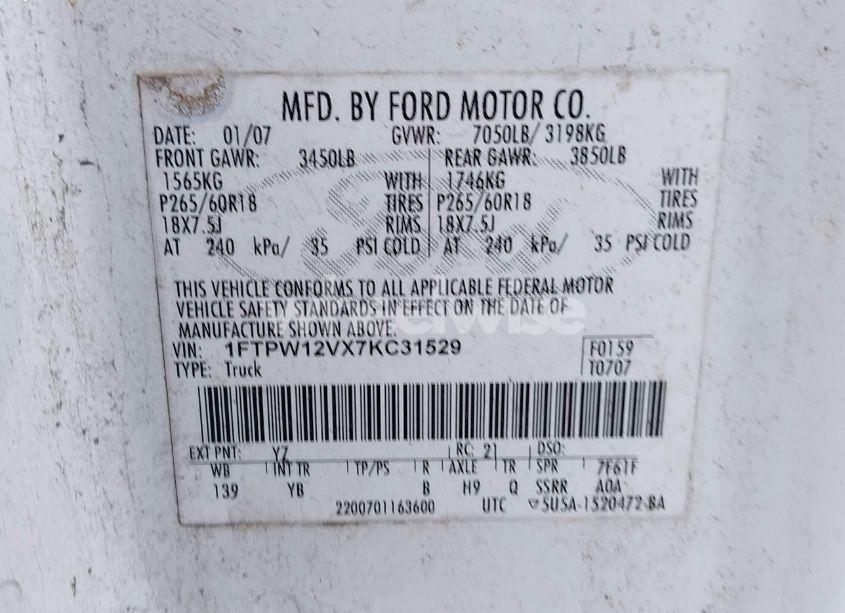 MFD. BY FORD MOTOR CO.
DATE: 01/07 GVWR: 7050LB/ 3198KG
FRONT GAWR: 3450LB REAR GAWR: 3850LB
1565KG WITH 1746KG WITH
P265/60R18 TIRES P265/60R18 TIRES
18X7.5J RIMS 18X7.5J RIMS
AT 240 kPa/ 35 PSI COLD AT 240 kPa/ 35 PSI COLD
THIS VEHICLE CONFORMS TO ALL APPLICABLE FEDERAL MOTOR
VEHICLE SAFETY STANDARDS IN EFFECT ON THE DATE OF
MANUFACTURE SHOWN ABOVE.
VIN: 1FTPW12VX7KC31529 F0159
TYPE: Truck T0707
EXT PNT: YZ RC: 21 DSO:
WB INT TR TP/PS R AXLE TR SPR 7F61F
139 YB B H9 Q SSRR AOA
2200701163600 UTC 5U5A-1520472-BA